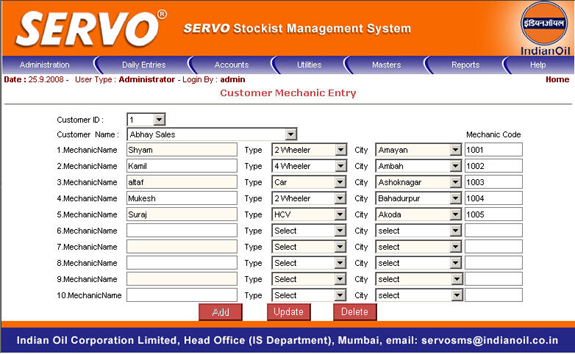 SERVO® SERVO Stockist Management System
इंडियनऑयल
IndianOil
Administration Daily Entries Accounts Utilities Masters Reports Help
Date : 25.9.2008 - User Type : Administrator - Login By : admin Home
Customer Mechanic Entry
Customer ID : 1
Customer Name : Abhay Sales Mechanic Code
1.MechanicName Shyam Type 2 Wheeler City Amayan 1001
2.MechanicName Kamil Type 4 Wheeler City Ambah 1002
3.MechanicName altaf Type Car City Ashoknagar 1003
4.MechanicName Mukesh Type 2 Wheeler City Bahadurpur 1004
5.MechanicName Suraj Type HCV City Akoda 1005
6.MechanicName Type Select City select
7.MechanicName Type Select City select
8.MechanicName Type Select City select
9.MechanicName Type Select City select
10.MechanicName Type Select City select
Add Update Delete
Indian Oil Corporation Limited, Head Office (IS Department), Mumbai, email: servosms@indianoil.co.in